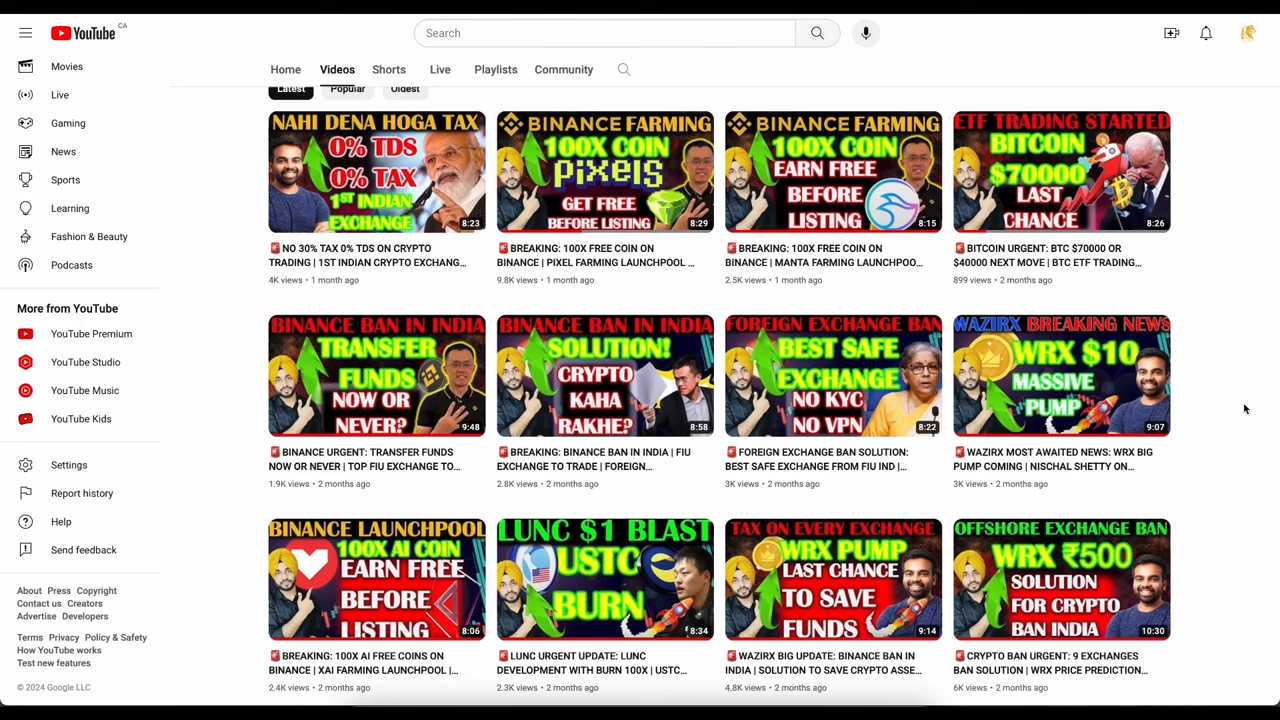 YouTube CA
Search
Movies
Live
Gaming
News
Sports
Learning
Fashion & Beauty
Podcasts
More from YouTube
YouTube Premium
YouTube Studio
YouTube Music
YouTube Kids
Settings
Report history
Help
Send feedback
About Press Copyright
Contact us Creators
Advertise Developers
Terms Privacy Policy & Safety
How YouTube works
Test new features
© 2024 Google LLC
Home Videos Shorts Live Playlists Community
Latest Popular Oldest
NAHI DENA HOGA TAX
0% TDS
0% TAX
1ST INDIAN
EXCHANGE
8:23
🚨NO 30% TAX 0% TDS ON CRYPTO
TRADING | 1ST INDIAN CRYPTO EXCHANG...
4K views • 1 month ago
BINANCE FARMING
100X COIN
PIXELS
GET FREE
BEFORE LISTING
8:29
🚨BREAKING: 100X FREE COIN ON
BINANCE | PIXEL FARMING LAUNCHPOOL ...
9.8K views • 1 month ago
BINANCE FARMING
100X COIN
EARN FREE
BEFORE
LISTING
8:15
🚨BREAKING: 100X FREE COIN ON
BINANCE | MANTA FARMING LAUNCHPOO...
2.5K views • 1 month ago
ETF TRADING STARTED
BITCOIN
$70000
LAST
CHANCE
8:26
🚨BITCOIN URGENT: BTC $70000 OR
$40000 NEXT MOVE | BTC ETF TRADING...
899 views • 2 months ago
BINANCE BAN IN INDIA
TRANSFER
FUNDS
NOW OR
NEVER?
9:48
🚨BINANCE URGENT: TRANSFER FUNDS
NOW OR NEVER | TOP FIU EXCHANGE TO...
1.9K views • 2 months ago
BINANCE BAN IN INDIA
SOLUTION!
CRYPTO
KAHA
RAKHE?
8:58
🚨BREAKING: BINANCE BAN IN INDIA | FIU
EXCHANGE TO TRADE | FOREIGN...
2.8K views • 2 months ago
FOREIGN EXCHANGE BAN
BEST SAFE
EXCHANGE
NO KYC
NO VPN
8:22
🚨FOREIGN EXCHANGE BAN SOLUTION:
BEST SAFE EXCHANGE FROM FIU IND |...
3K views • 2 months ago
WAZIRX BREAKING NEWS
WRX $10
MASSIVE
PUMP
9:07
🚨WAZIRX MOST AWAITED NEWS: WRX BIG
PUMP COMING | NISCHAL SHETTY ON...
3K views • 2 months ago
BINANCE LAUNCHPOOL
100X AI COIN
EARN FREE
BEFORE
LISTING
8:06
🚨BREAKING: 100X AI FREE COINS ON
BINANCE | XAI FARMING LAUNCHPOOL |...
2.4K views • 2 months ago
LUNC $1 BLAST
USTC
BURN
8:34
🚨LUNC URGENT UPDATE: LUNC
DEVELOPMENT WITH BURN 100X | USTC...
2.3K views • 2 months ago
TAX ON EVERY EXCHANGE
WRX PUMP
LAST CHANCE
TO SAVE
FUNDS
9:14
🚨WAZIRX BIG UPDATE: BINANCE BAN IN
INDIA | SOLUTION TO SAVE CRYPTO ASSE...
4.8K views • 2 months ago
OFFSHORE EXCHANGE BAN
WRX ₹500
SOLUTION
FOR CRYPTO
BAN INDIA
10:30
🚨CRYPTO BAN URGENT: 9 EXCHANGES
BAN SOLUTION | WRX PRICE PREDICTION...
6K views • 2 months ago